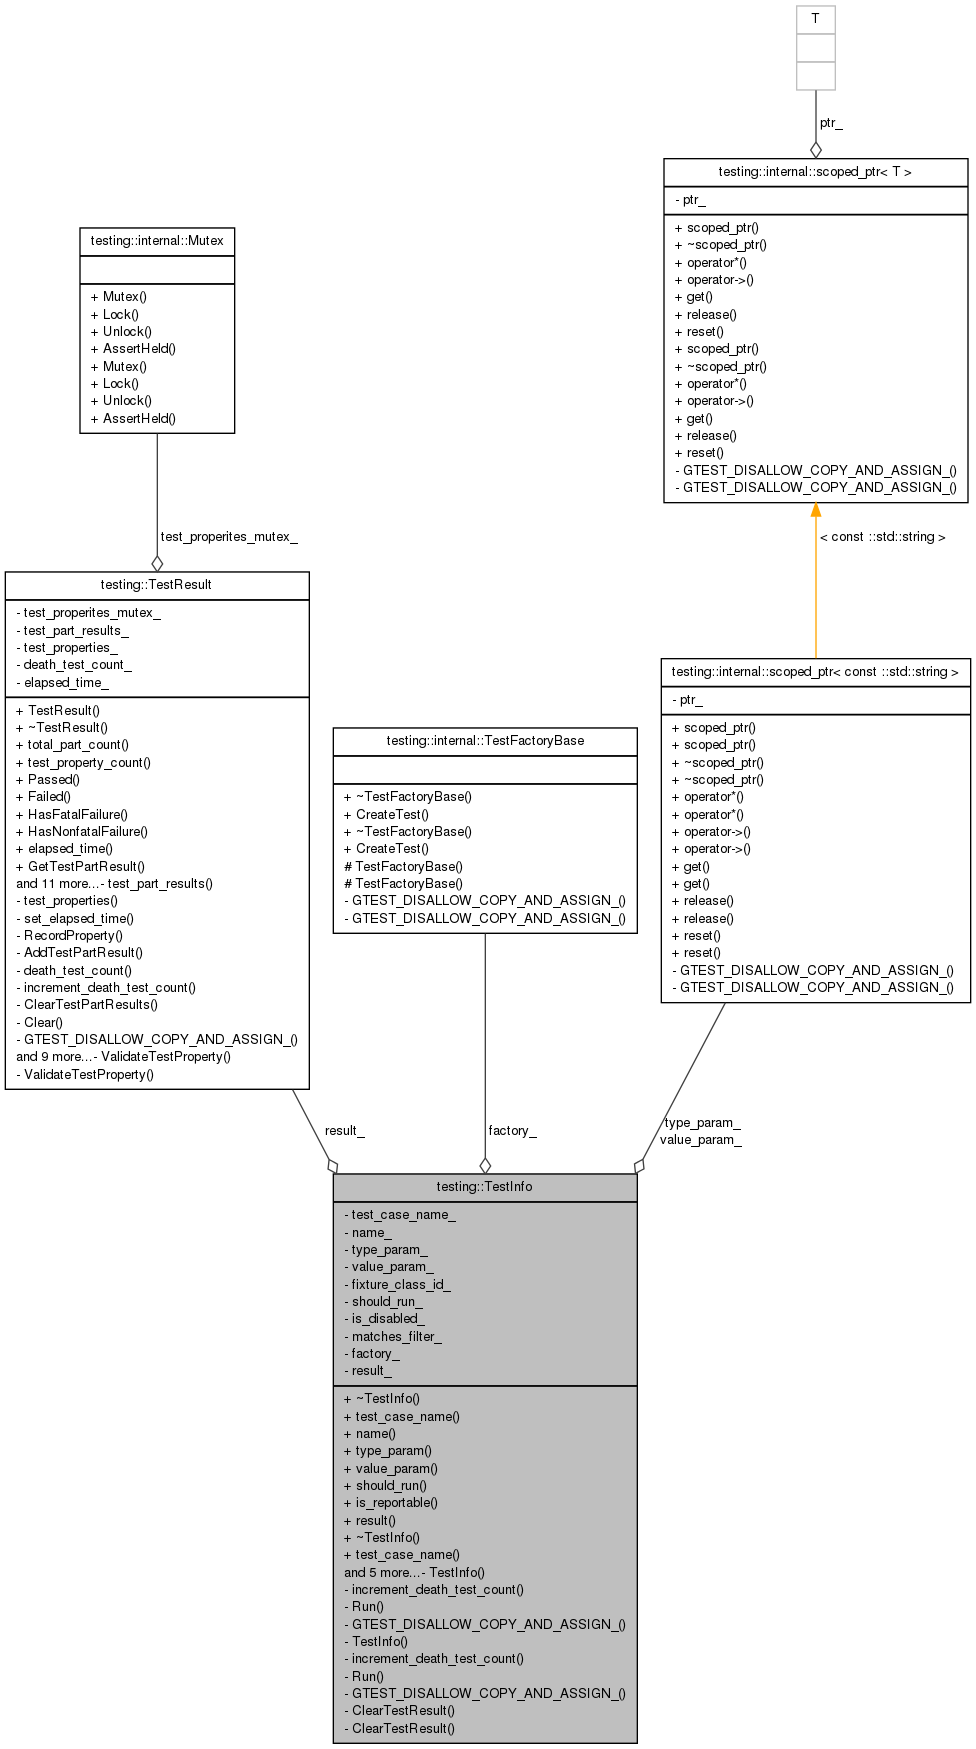 T
ptr_
testing::internal::scoped_ptr< T >
- ptr_
+ scoped_ptr()
+ ~scoped_ptr()
+ operator*()
+ operator->()
+ get()
+ release()
+ reset()
+ scoped_ptr()
+ ~scoped_ptr()
+ operator*()
+ operator->()
+ get()
+ release()
+ reset()
- GTEST_DISALLOW_COPY_AND_ASSIGN_()
- GTEST_DISALLOW_COPY_AND_ASSIGN_()
testing::internal::Mutex
+ Mutex()
+ Lock()
+ Unlock()
+ AssertHeld()
+ Mutex()
+ Lock()
+ Unlock()
+ AssertHeld()
test_properites_mutex_
< const ::std::string >
testing::TestResult
- test_properites_mutex_
- test_part_results_
- test_properties_
- death_test_count_
- elapsed_time_
+ TestResult()
+ ~TestResult()
+ total_part_count()
+ test_property_count()
+ Passed()
+ Failed()
+ HasFatalFailure()
+ HasNonfatalFailure()
+ elapsed_time()
+ GetTestPartResult()
and 11 more...- test_part_results()
- test_properties()
- set_elapsed_time()
- RecordProperty()
- AddTestPartResult()
- death_test_count()
- increment_death_test_count()
- ClearTestPartResults()
- Clear()
- GTEST_DISALLOW_COPY_AND_ASSIGN_()
and 9 more...- ValidateTestProperty()
- ValidateTestProperty()
testing::internal::TestFactoryBase
+ ~TestFactoryBase()
+ CreateTest()
+ ~TestFactoryBase()
+ CreateTest()
# TestFactoryBase()
# TestFactoryBase()
- GTEST_DISALLOW_COPY_AND_ASSIGN_()
- GTEST_DISALLOW_COPY_AND_ASSIGN_()
testing::internal::scoped_ptr< const ::std::string >
- ptr_
+ scoped_ptr()
+ scoped_ptr()
+ ~scoped_ptr()
+ ~scoped_ptr()
+ operator*()
+ operator*()
+ operator->()
+ operator->()
+ get()
+ get()
+ release()
+ release()
+ reset()
+ reset()
- GTEST_DISALLOW_COPY_AND_ASSIGN_()
- GTEST_DISALLOW_COPY_AND_ASSIGN_()
result_
factory_
type_param_
value_param_
testing::TestInfo
- test_case_name_
- name_
- type_param_
- value_param_
- fixture_class_id_
- should_run_
- is_disabled_
- matches_filter_
- factory_
- result_
+ ~TestInfo()
+ test_case_name()
+ name()
+ type_param()
+ value_param()
+ should_run()
+ is_reportable()
+ result()
+ ~TestInfo()
+ test_case_name()
and 5 more...- TestInfo()
- increment_death_test_count()
- Run()
- GTEST_DISALLOW_COPY_AND_ASSIGN_()
- TestInfo()
- increment_death_test_count()
- Run()
- GTEST_DISALLOW_COPY_AND_ASSIGN_()
- ClearTestResult()
- ClearTestResult()